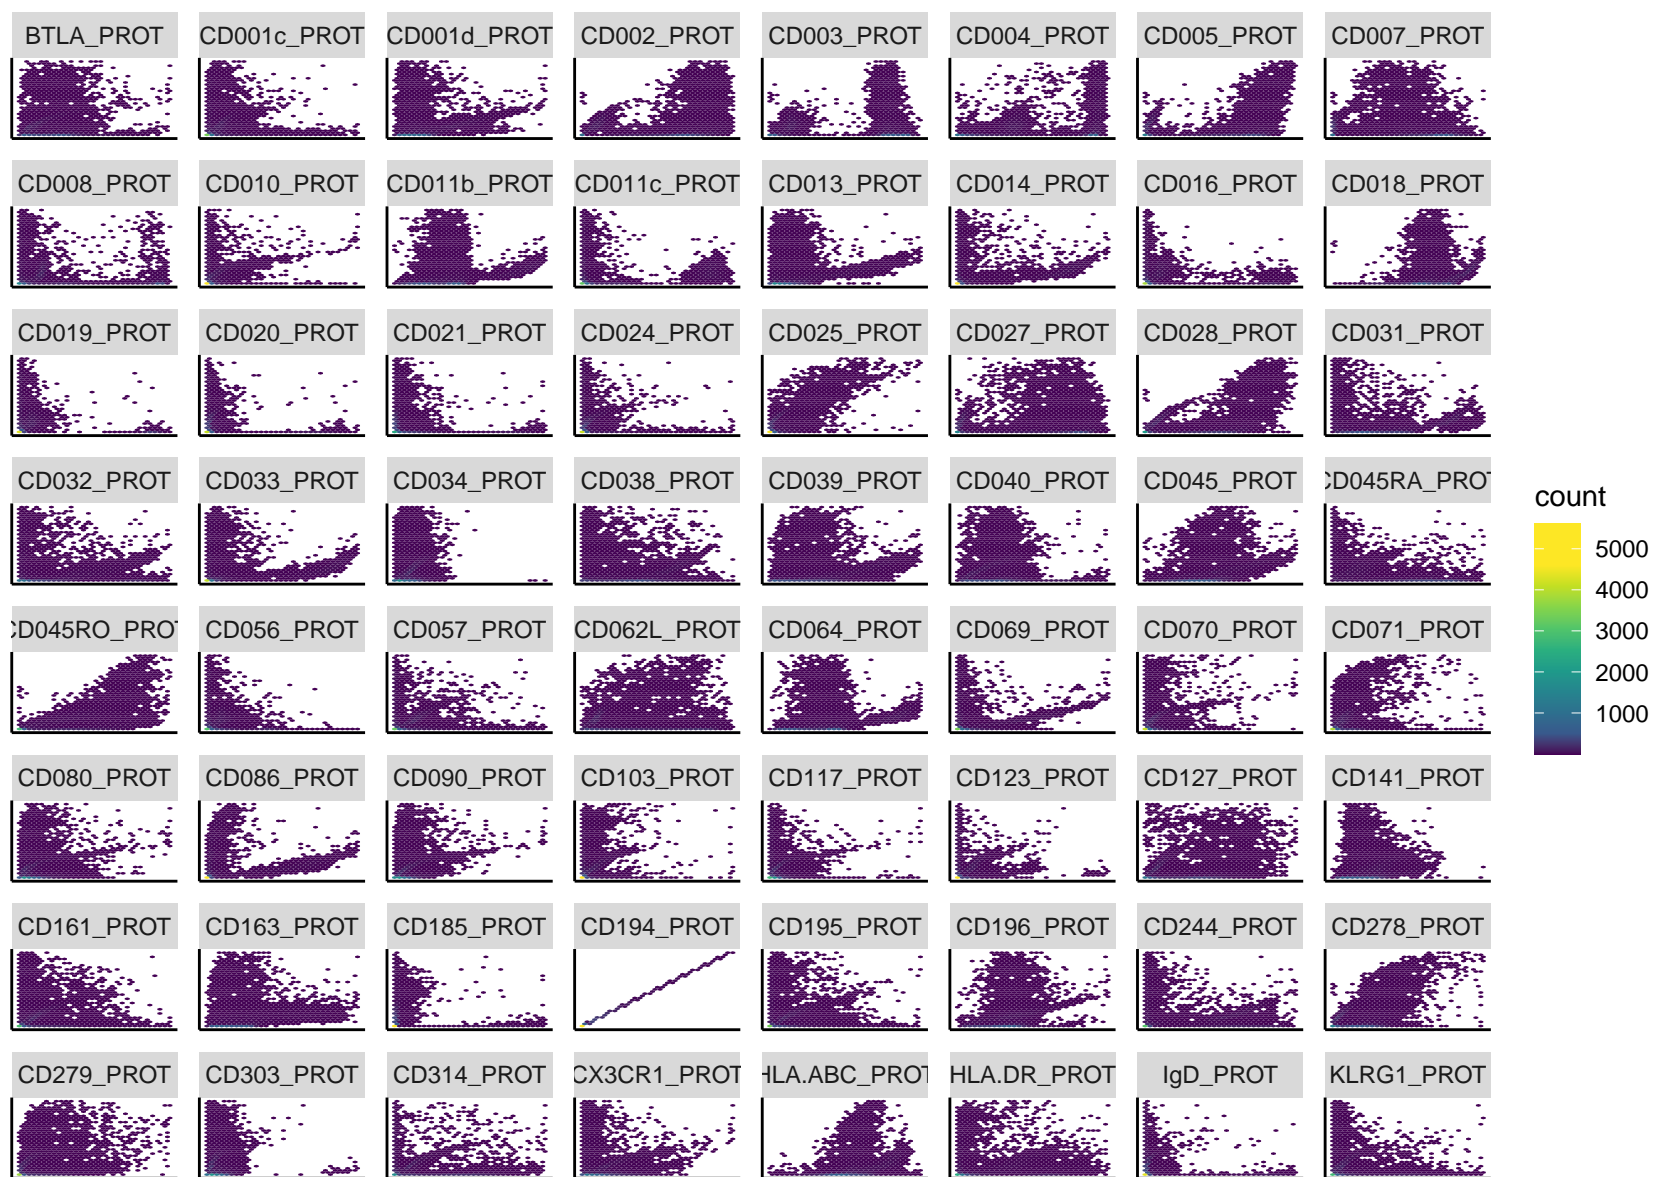 BTLA_PROT CD001c_PROT CD001d_PROT CD002_PROT CD003_PROT CD004_PROT CD005_PROT CD007_PROT
CD008_PROT CD010_PROT CD011b_PROT CD011c_PROT CD013_PROT CD014_PROT CD016_PROT CD018_PROT
CD019_PROT CD020_PROT CD021_PROT CD024_PROT CD025_PROT CD027_PROT CD028_PROT CD031_PROT
CD032_PROT CD033_PROT CD034_PROT CD038_PROT CD039_PROT CD040_PROT CD045_PROT CD045RA_PROT
count
5000
4000
3000
2000
1000
CD045RO_PROT CD056_PROT CD057_PROT CD062L_PROT CD064_PROT CD069_PROT CD070_PROT CD071_PROT
CD080_PROT CD086_PROT CD090_PROT CD103_PROT CD117_PROT CD123_PROT CD127_PROT CD141_PROT
CD161_PROT CD163_PROT CD185_PROT CD194_PROT CD195_PROT CD196_PROT CD244_PROT CD278_PROT
CD279_PROT CD303_PROT CD314_PROT CX3CR1_PROT HLA.ABC_PROT HLA.DR_PROT IgD_PROT KLRG1_PROT